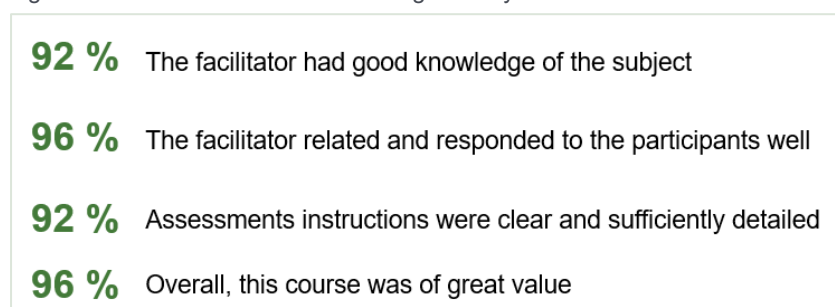 92 % The facilitator had good knowledge of the subject
96 % The facilitator related and responded to the participants well
92 % Assessments instructions were clear and sufficiently detailed
96 % Overall, this course was of great value